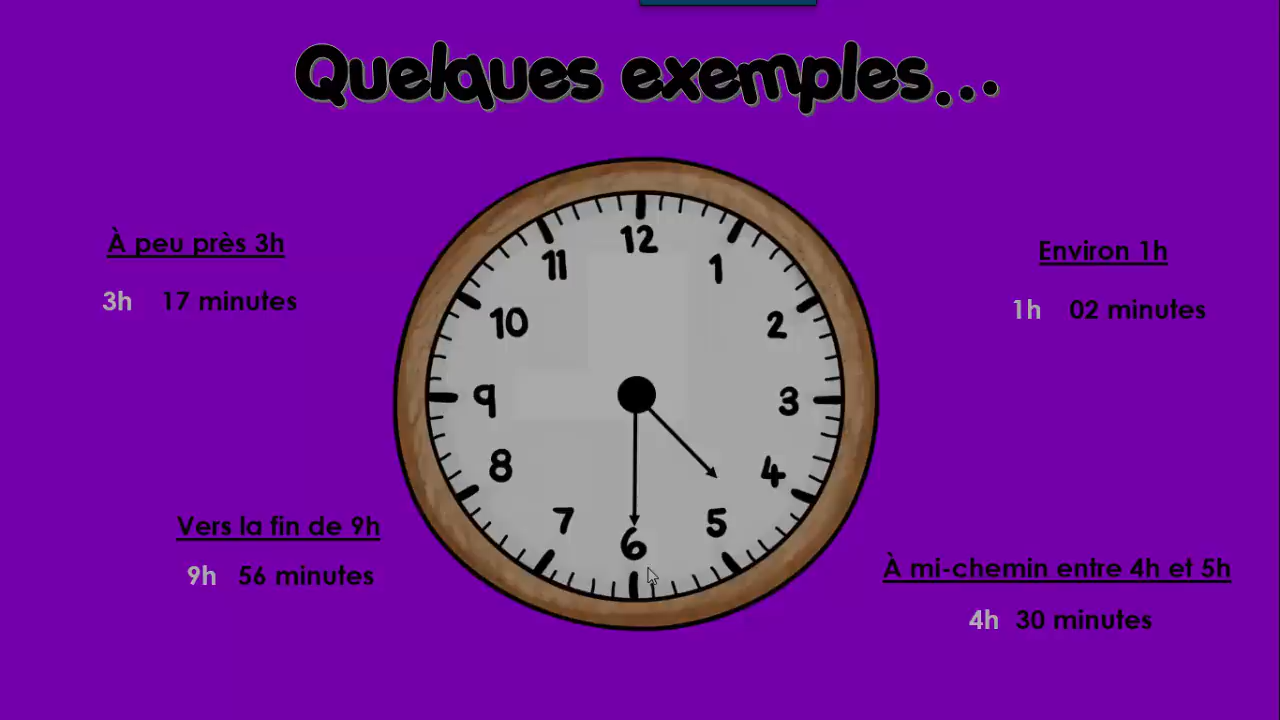 Quelques exemples...
À peu près 3h
3h 17 minutes
Environ 1h
1h 02 minutes
12
11
1
10
2
9
3
8
4
7
5
6
Vers la fin de 9h
9h 56 minutes
À mi-chemin entre 4h et 5h
4h 30 minutes